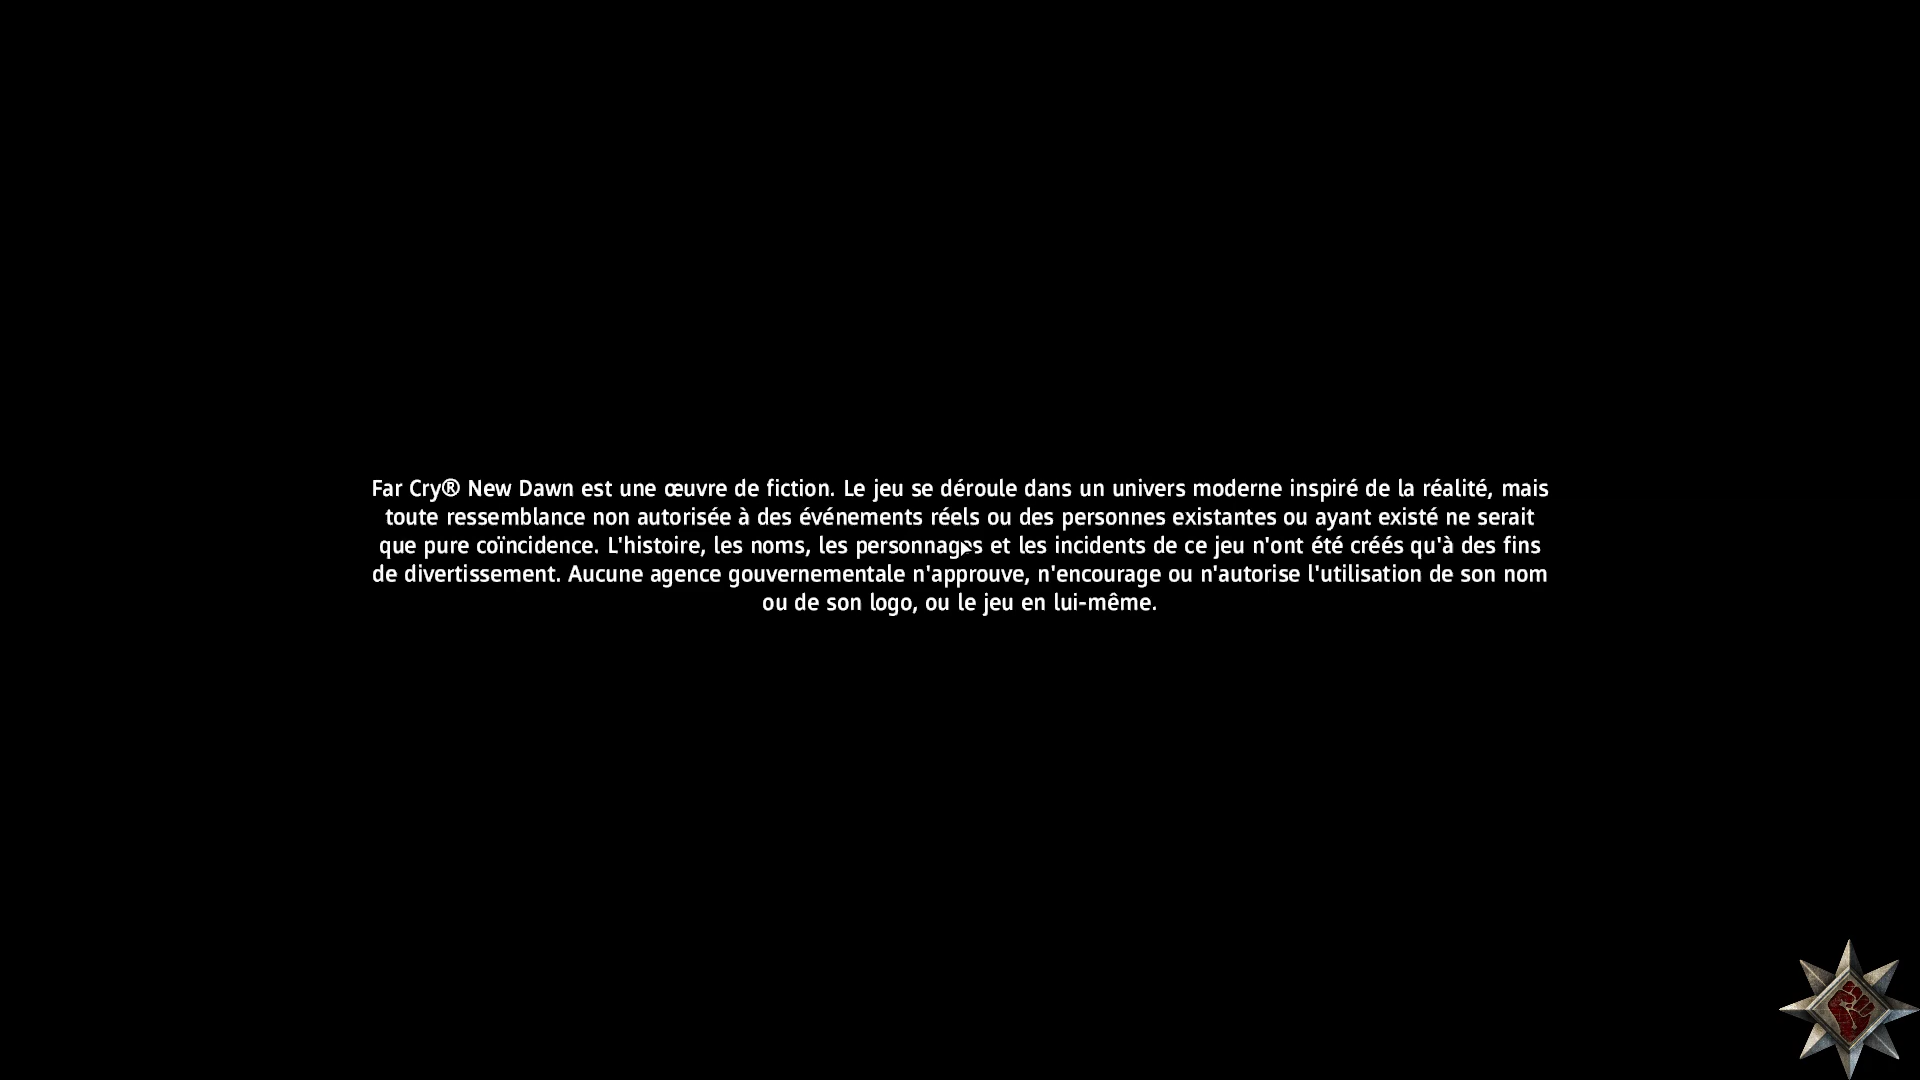 Far Cry® New Dawn est une œuvre de fiction. Le jeu se déroule dans un univers moderne inspiré de la réalité, mais
toute ressemblance non autorisée à des événements réels ou des personnes existantes ou ayant existé ne serait
que pure coïncidence. L'histoire, les noms, les personnages et les incidents de ce jeu n'ont été créés qu'à des fins
de divertissement. Aucune agence gouvernementale n'approuve, n'encourage ou n'autorise l'utilisation de son nom
ou de son logo, ou le jeu en lui-même.